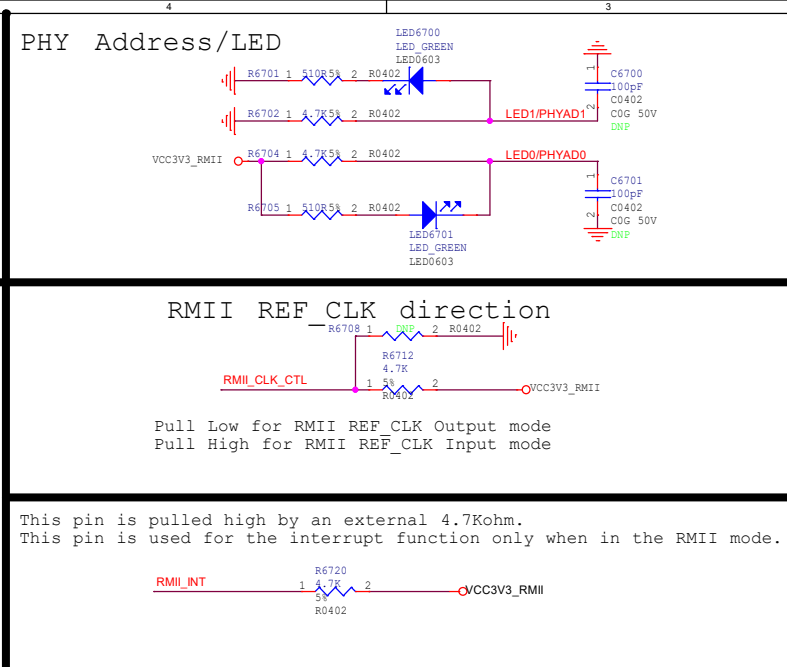 4
3
PHY Address/LED
LED6700
LED_GREEN
LED0603
R6701 1 510R5% 2 R0402
R6702 1 4.7K5% 2 R0402
LED1/PHYAD1
1
C6700
100pF
2
C0402
C0G 50V
DNP
VCC3V3_RMII
R6704 1 4.7K5% 2 R0402
LED0/PHYAD0
R6705 1 510R5% 2 R0402
LED6701
LED_GREEN
LED0603
1
C6701
100pF
2
C0402
C0G 50V
DNP
RMII REF_CLK direction
R6708 1 DNP 2 R0402
R6712
4.7K
RMII_CLK_CTL
1 5% 2
R0402
VCC3V3_RMII
Pull Low for RMII REF_CLK Output mode
Pull High for RMII REF_CLK Input mode
This pin is pulled high by an external 4.7Kohm.
This pin is used for the interrupt function only when in the RMII mode.
RMII_INT
R6720
1 4.7K 2
5%
R0402
VCC3V3_RMII